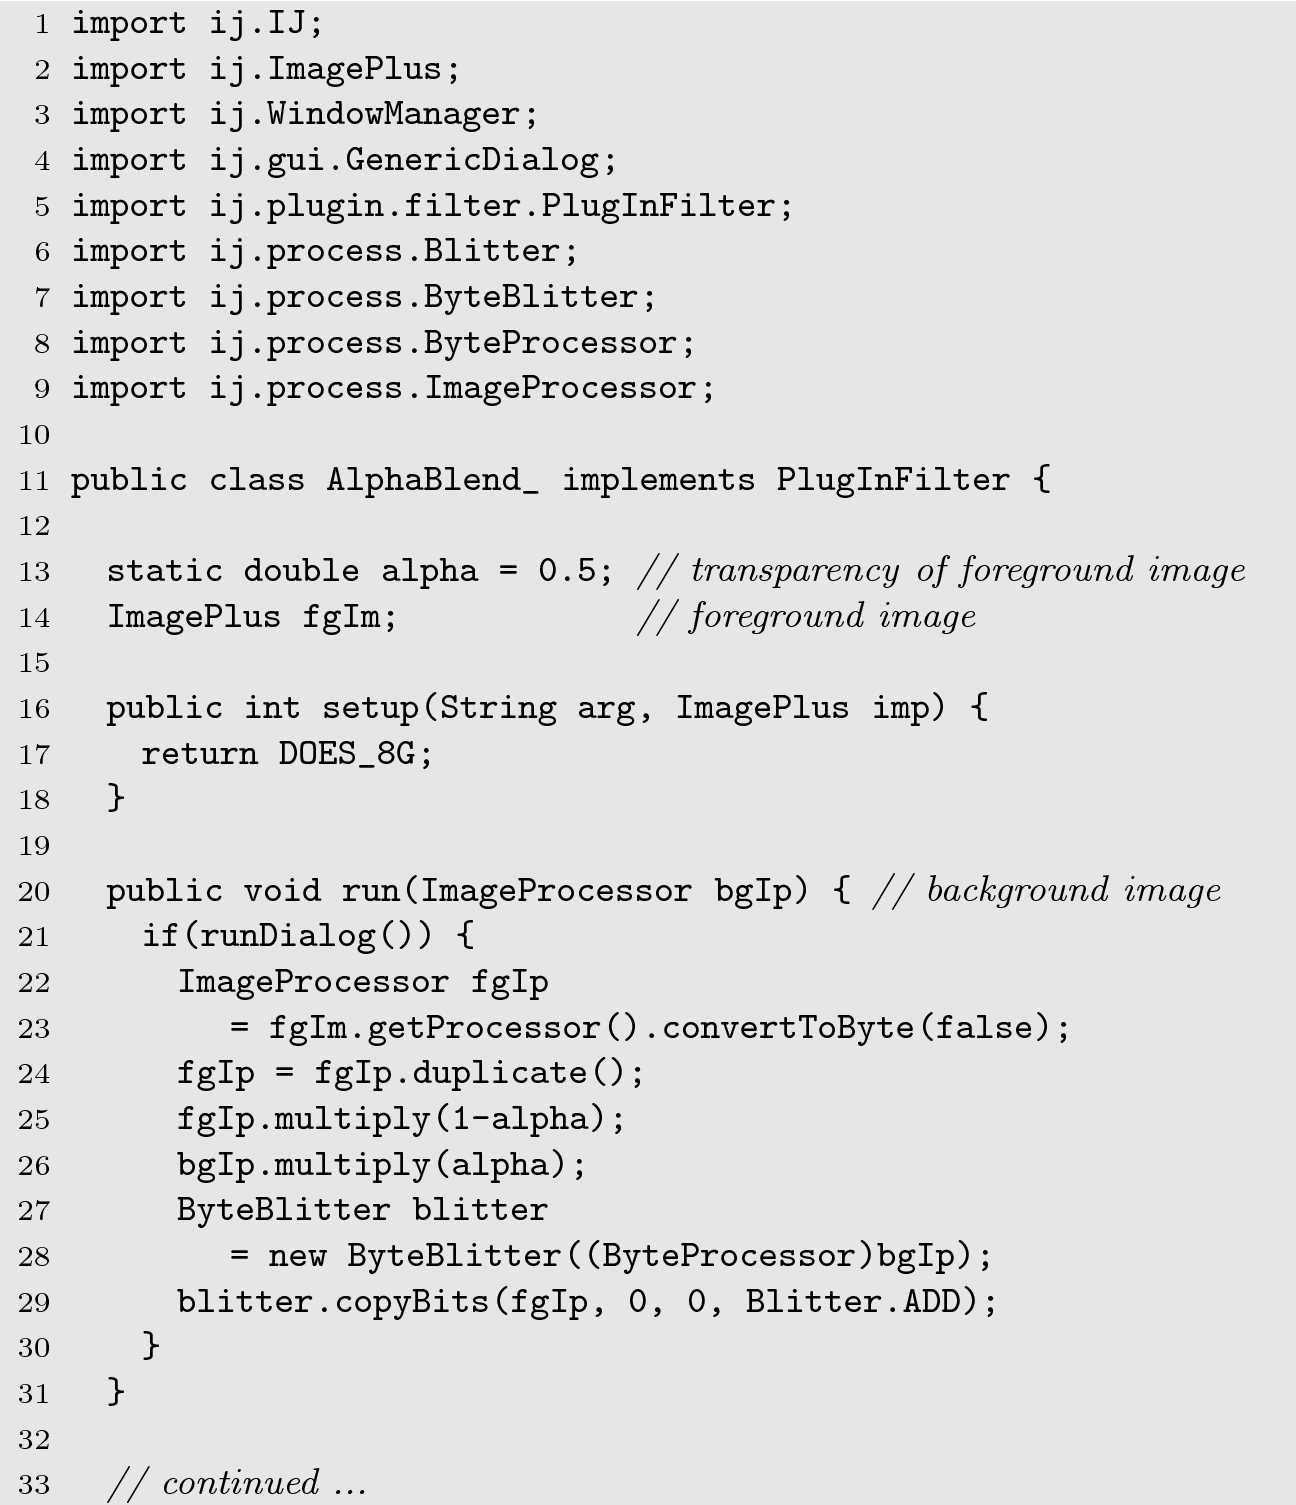 1 import ij.IJ;
2 import ij.ImagePlus;
3 import ij.WindowManager;
4 import ij.gui.GenericDialog;
5 import ij.plugin.filter.PlugInFilter;
6 import ij.process.Blitter;
7 import ij.process.ByteBlitter;
8 import ij.process.ByteProcessor;
9 import ij.process.ImageProcessor;
10
11 public class AlphaBlend_ implements PlugInFilter {
12
13   static double alpha = 0.5; // transparency of foreground image
14   ImagePlus fgIm;            // foreground image
15
16   public int setup(String arg, ImagePlus imp) {
17     return DOES_8G;
18   }
19
20   public void run(ImageProcessor bgIp) { // background image
21     if(runDialog()) {
22       ImageProcessor fgIp
23          = fgIm.getProcessor().convertToByte(false);
24       fgIp = fgIp.duplicate();
25       fgIp.multiply(1-alpha);
26       bgIp.multiply(alpha);
27       ByteBlitter blitter
28          = new ByteBlitter((ByteProcessor)bgIp);
29       blitter.copyBits(fgIp, 0, 0, Blitter.ADD);
30     }
31   }
32
33   // continued ...